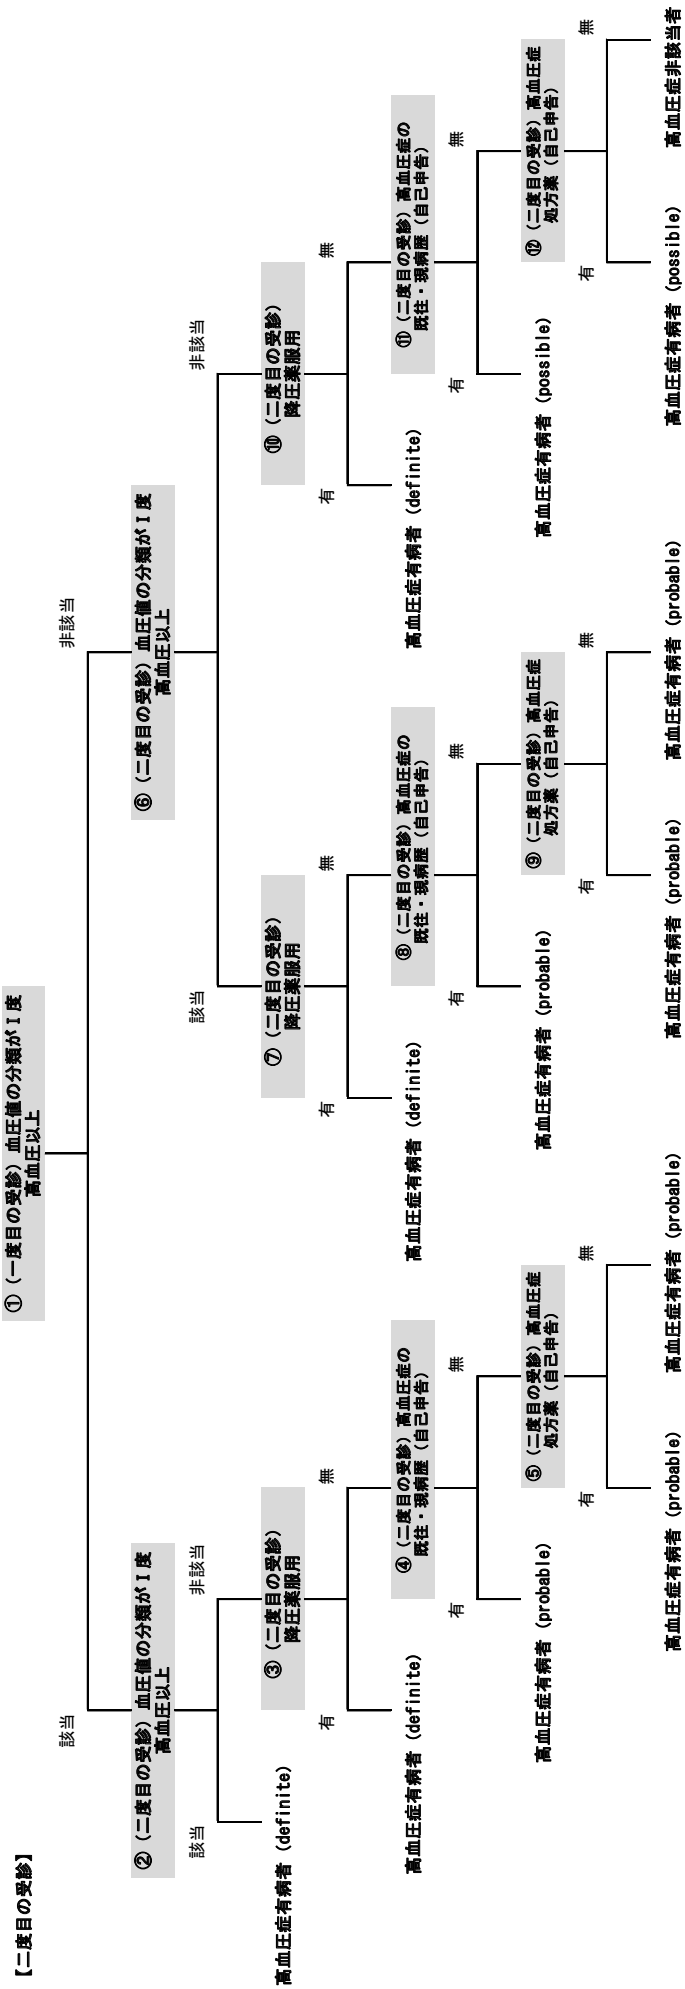 【二度目の受診】
①（一度目の受診）血圧値の分類がⅠ度
高血圧以上
該当
非該当
②（二度目の受診）血圧値の分類がⅠ度
高血圧以上
⑥（二度目の受診）血圧値の分類がⅠ度
高血圧以上
該当
非該当
該当
非該当
高血圧症有病者（definite）
③（二度目の受診）
降圧薬服用
⑦（二度目の受診）
降圧薬服用
⑩（二度目の受診）
降圧薬服用
有
無
有
無
有
無
高血圧症有病者（definite）
④（二度目の受診）高血圧症の
既往・現病歴（自己申告）
高血圧症有病者（definite）
⑧（二度目の受診）高血圧症の
既往・現病歴（自己申告）
高血圧症有病者（definite）
⑪（二度目の受診）高血圧症の
既往・現病歴（自己申告）
有
無
有
無
有
無
高血圧症有病者（probable）
⑤（二度目の受診）高血圧症
処方薬（自己申告）
高血圧症有病者（probable）
⑨（二度目の受診）高血圧症
処方薬（自己申告）
高血圧症有病者（possible）
⑫（二度目の受診）高血圧症
処方薬（自己申告）
有
無
有
無
有
無
高血圧症有病者（probable）
高血圧症有病者（probable）
高血圧症有病者（probable）
高血圧症有病者（probable）
高血圧症有病者（possible）
高血圧症非該当者